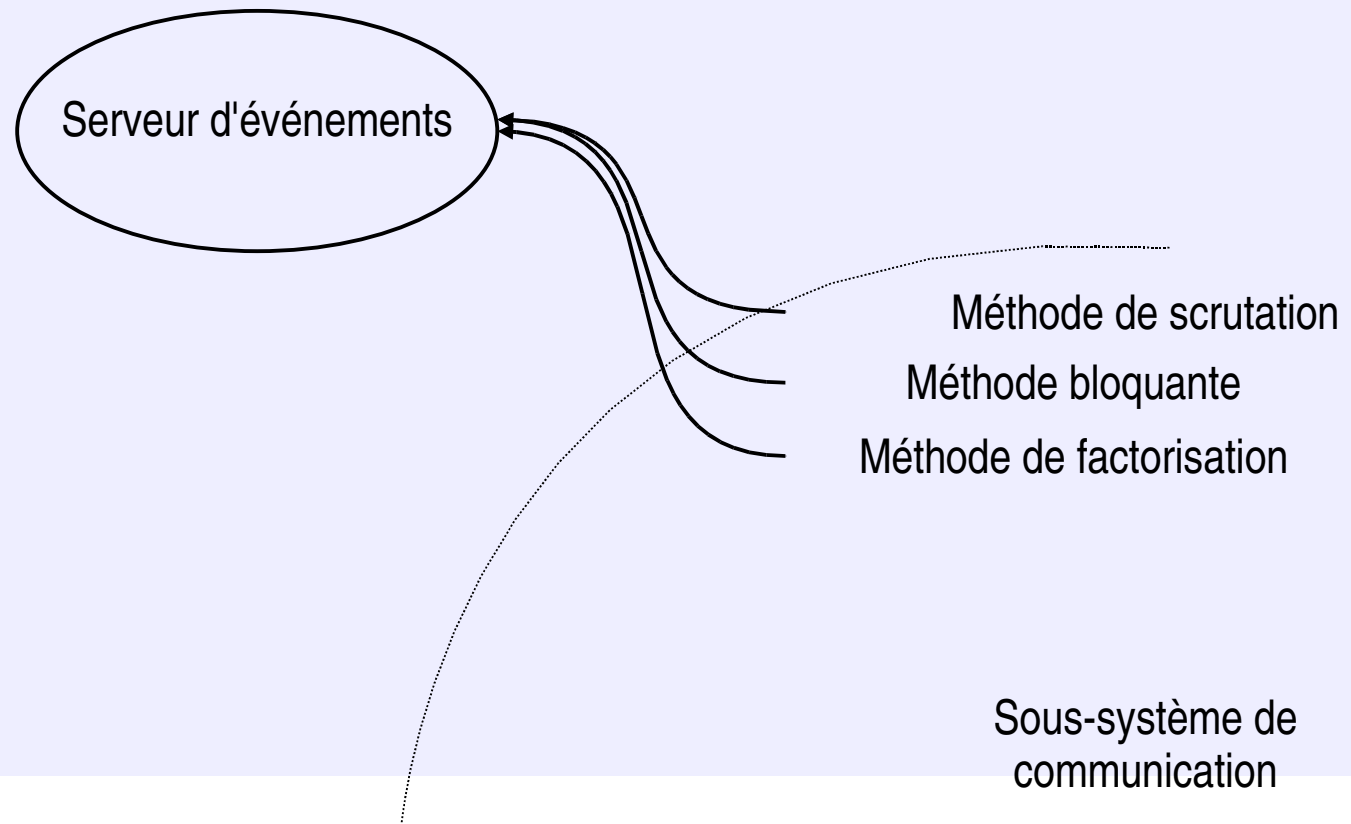 Serveur d'événements
Méthode de scrutation
Méthode bloquante
Méthode de factorisation
Sous-système de
communication